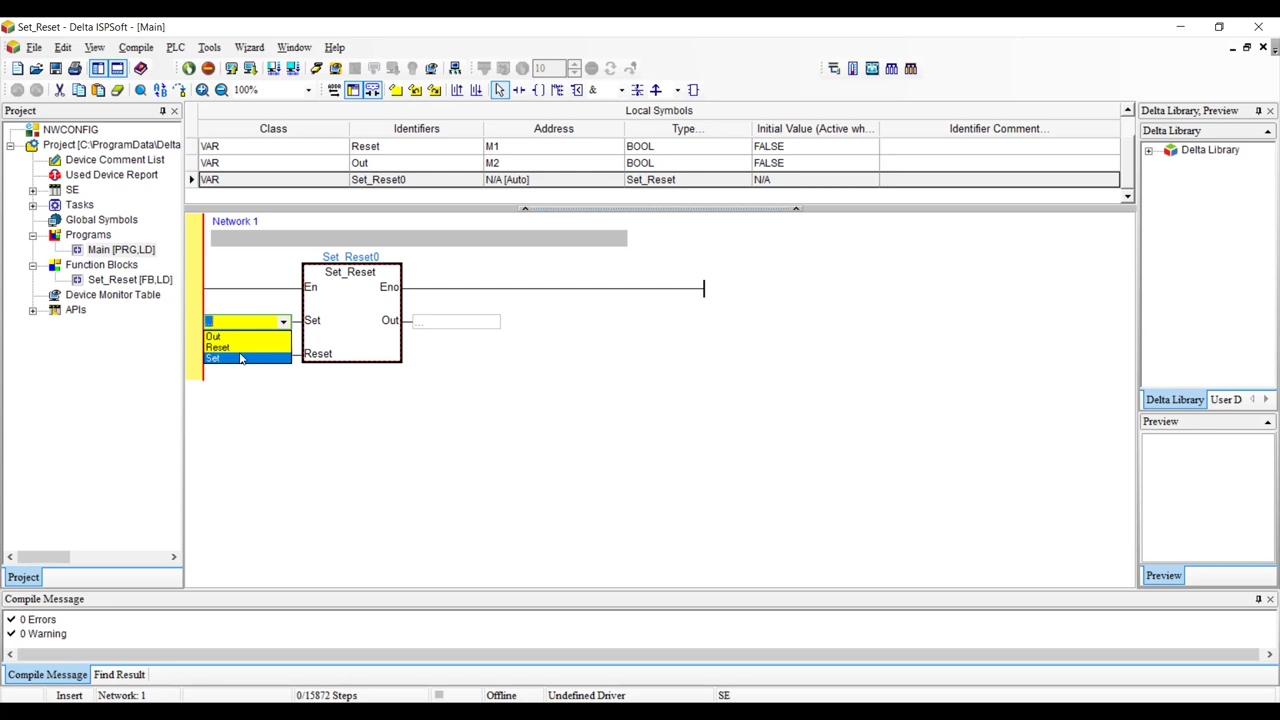 Set_Reset - Delta ISPSoft - [Main]
File Edit View Compile PLC Tools Wizard Window Help
10
100%
&
Project
NWCONFIG
Project [C:\ProgramData\Delta
Device Comment List
Used Device Report
SE
Tasks
Global Symbols
Programs
Main [PRG,LD]
Function Blocks
Set_Reset [FB,LD]
Device Monitor Table
APIs
Project
Local Symbols
Class Identifiers Address Type... Initial Value (Active wh... Identifier Comment...
VAR Reset M1 BOOL FALSE
VAR Out M2 BOOL FALSE
VAR Set_Reset0 N/A [Auto] Set_Reset N/A
Network 1
Set_Reset0
Set_Reset
En Eno
Set Out ...
Out
Reset
Set
Reset
Delta Library, Preview
Delta Library
Delta Library
Delta Library User D
Preview
Preview
Compile Message
0 Errors
0 Warning
Compile Message Find Result
Insert Network: 1 0/15872 Steps Offline Undefined Driver SE